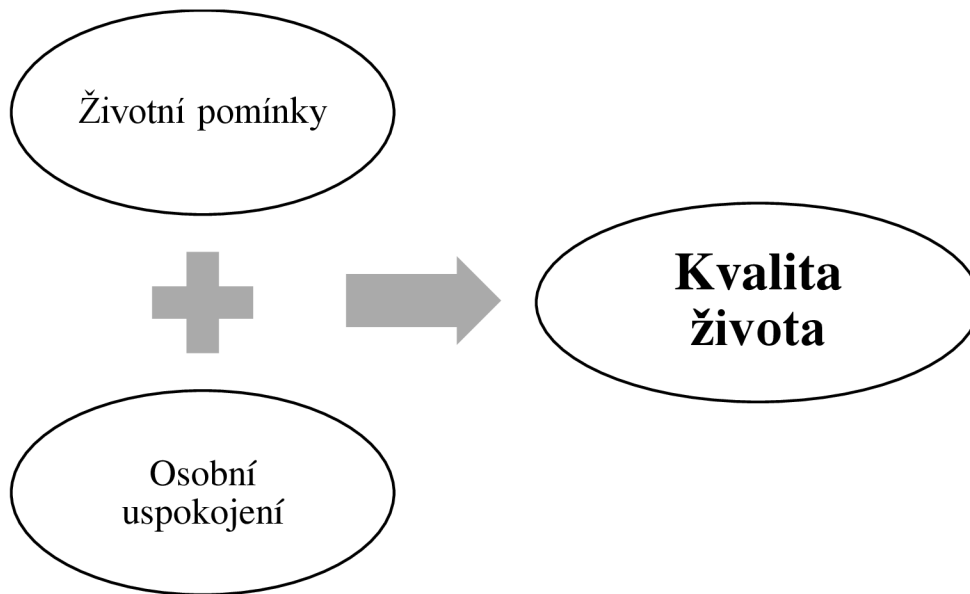 Životní pomínky
Kvalita
života
Osobní
uspokojení